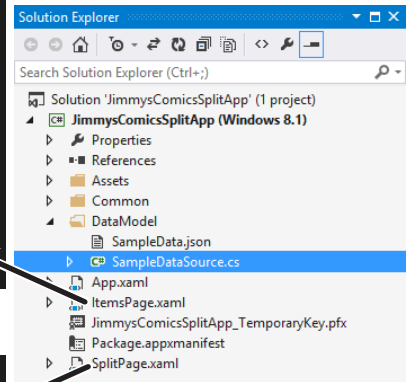 Solution Explorer
Search Solution Explorer (Ctrl+;)
Solution 'JimmysComicsSplitApp' (1 project)
C# JimmysComicsSplitApp (Windows 8.1)
Properties
References
Assets
Common
DataModel
SampleData.json
C# SampleDataSource.cs
App.xaml
ItemsPage.xaml
JimmysComicsSplitApp_TemporaryKey.pfx
Package.appxmanifest
SplitPage.xaml